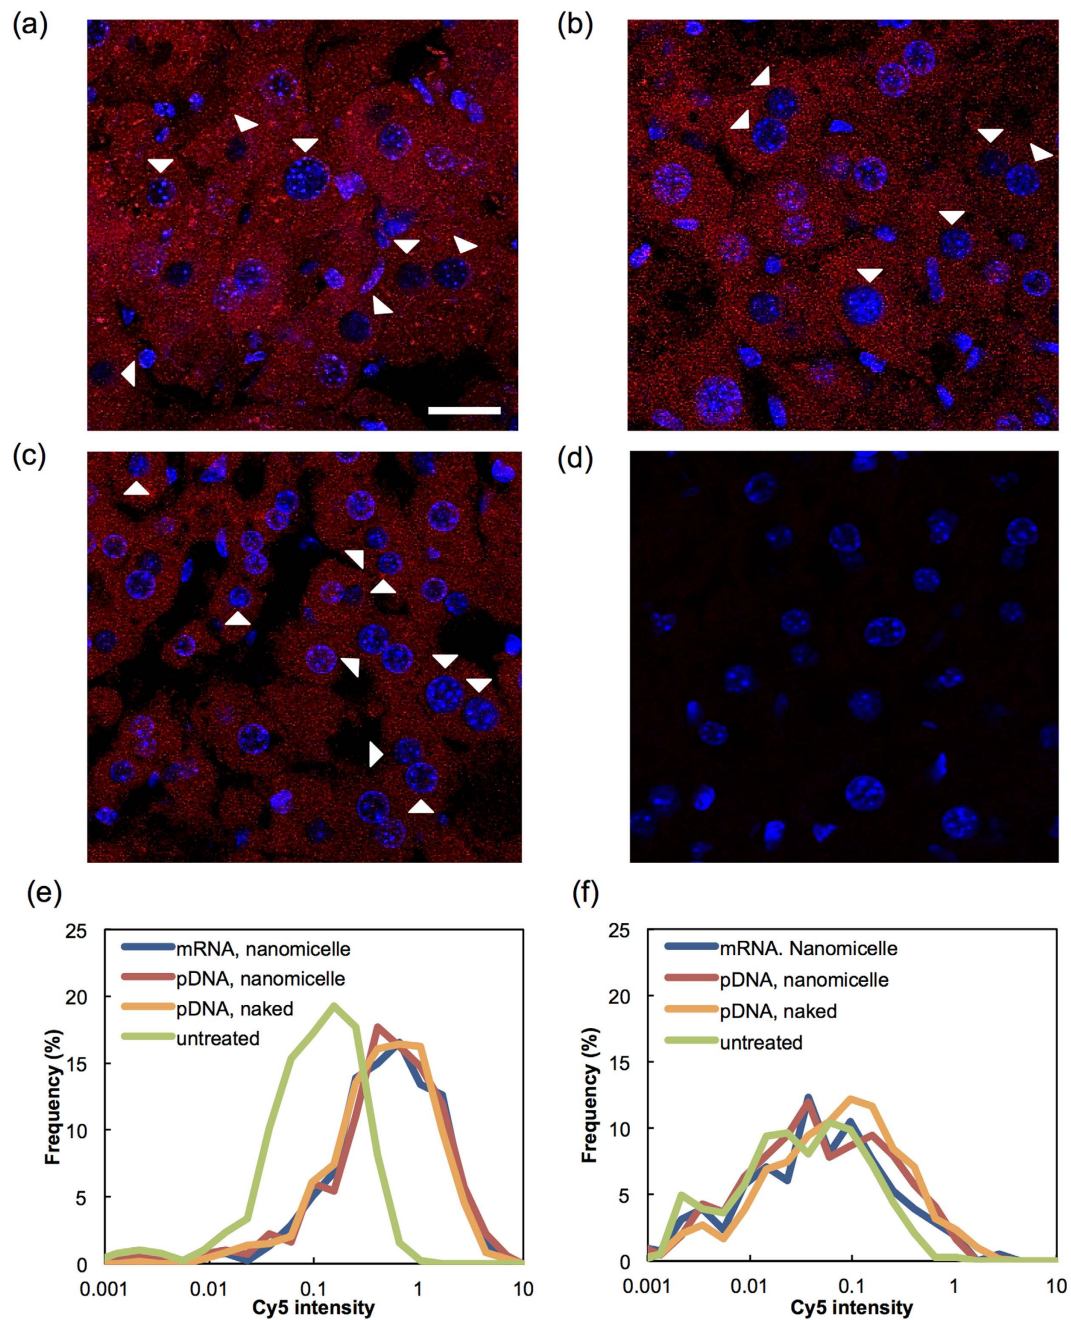 (a)
(b)
(c)
(d)
(e)
25
20
15
10
5
0
Frequency (%)
mRNA, nanomicelle
pDNA, nanomicelle
pDNA, naked
untreated
0.001
0.01
0.1
1
10
Cy5 intensity
(f)
25
20
15
10
5
0
Frequency (%)
mRNA. Nanomicelle
pDNA, nanomicelle
pDNA, naked
untreated
0.001
0.01
0.1
1
10
Cy5 intensity